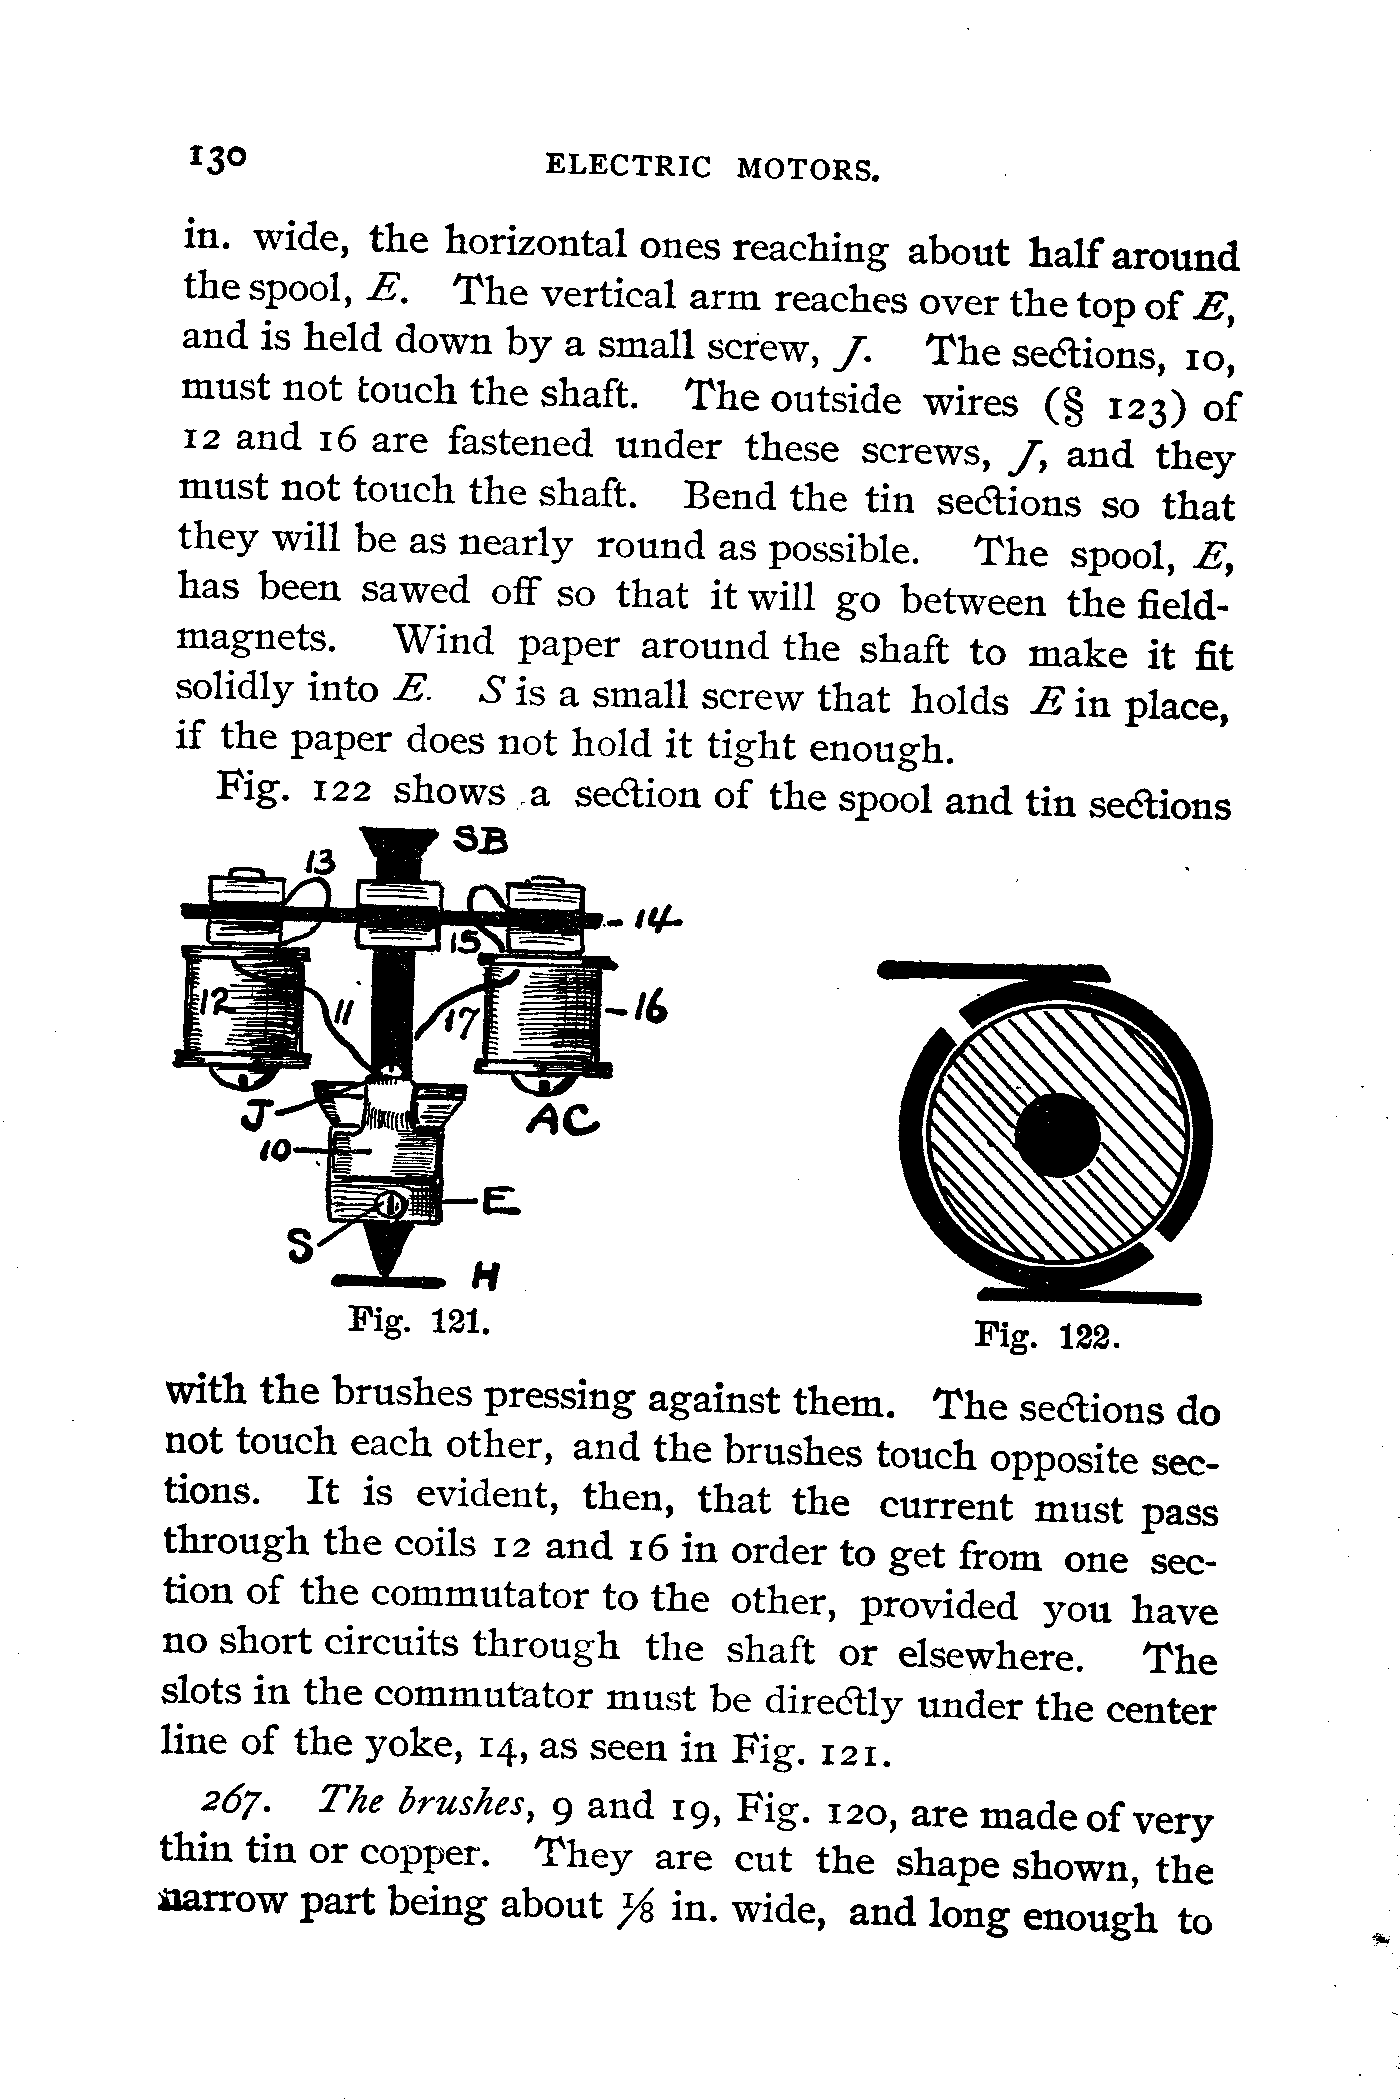 130 ELECTRIC MOTORS.
in. wide, the horizontal ones reaching about half around
the spool, E. The vertical arm reaches over the top of E,
and is held down by a small screw, J. The sections, 10,
must not touch the shaft. The outside wires (§ 123) of
12 and 16 are fastened under these screws, J, and they
must not touch the shaft. Bend the tin sections so that
they will be as nearly round as possible. The spool, E,
has been sawed off so that it will go between the field-
magnets. Wind paper around the shaft to make it fit
solidly into E. S is a small screw that holds E in place,
if the paper does not hold it tight enough.
Fig. 122 shows a section of the spool and tin sections
SB
13
14
15
12
11
17
16
J
AC
10
E
S
H
Fig. 121.
Fig. 122.
with the brushes pressing against them. The sections do
not touch each other, and the brushes touch opposite sec-
tions. It is evident, then, that the current must pass
through the coils 12 and 16 in order to get from one sec-
tion of the commutator to the other, provided you have
no short circuits through the shaft or elsewhere. The
slots in the commutator must be directly under the center
line of the yoke, 14, as seen in Fig. 121.
267. The brushes, 9 and 19, Fig. 120, are made of very
thin tin or copper. They are cut the shape shown, the
narrow part being about ⅛ in. wide, and long enough to